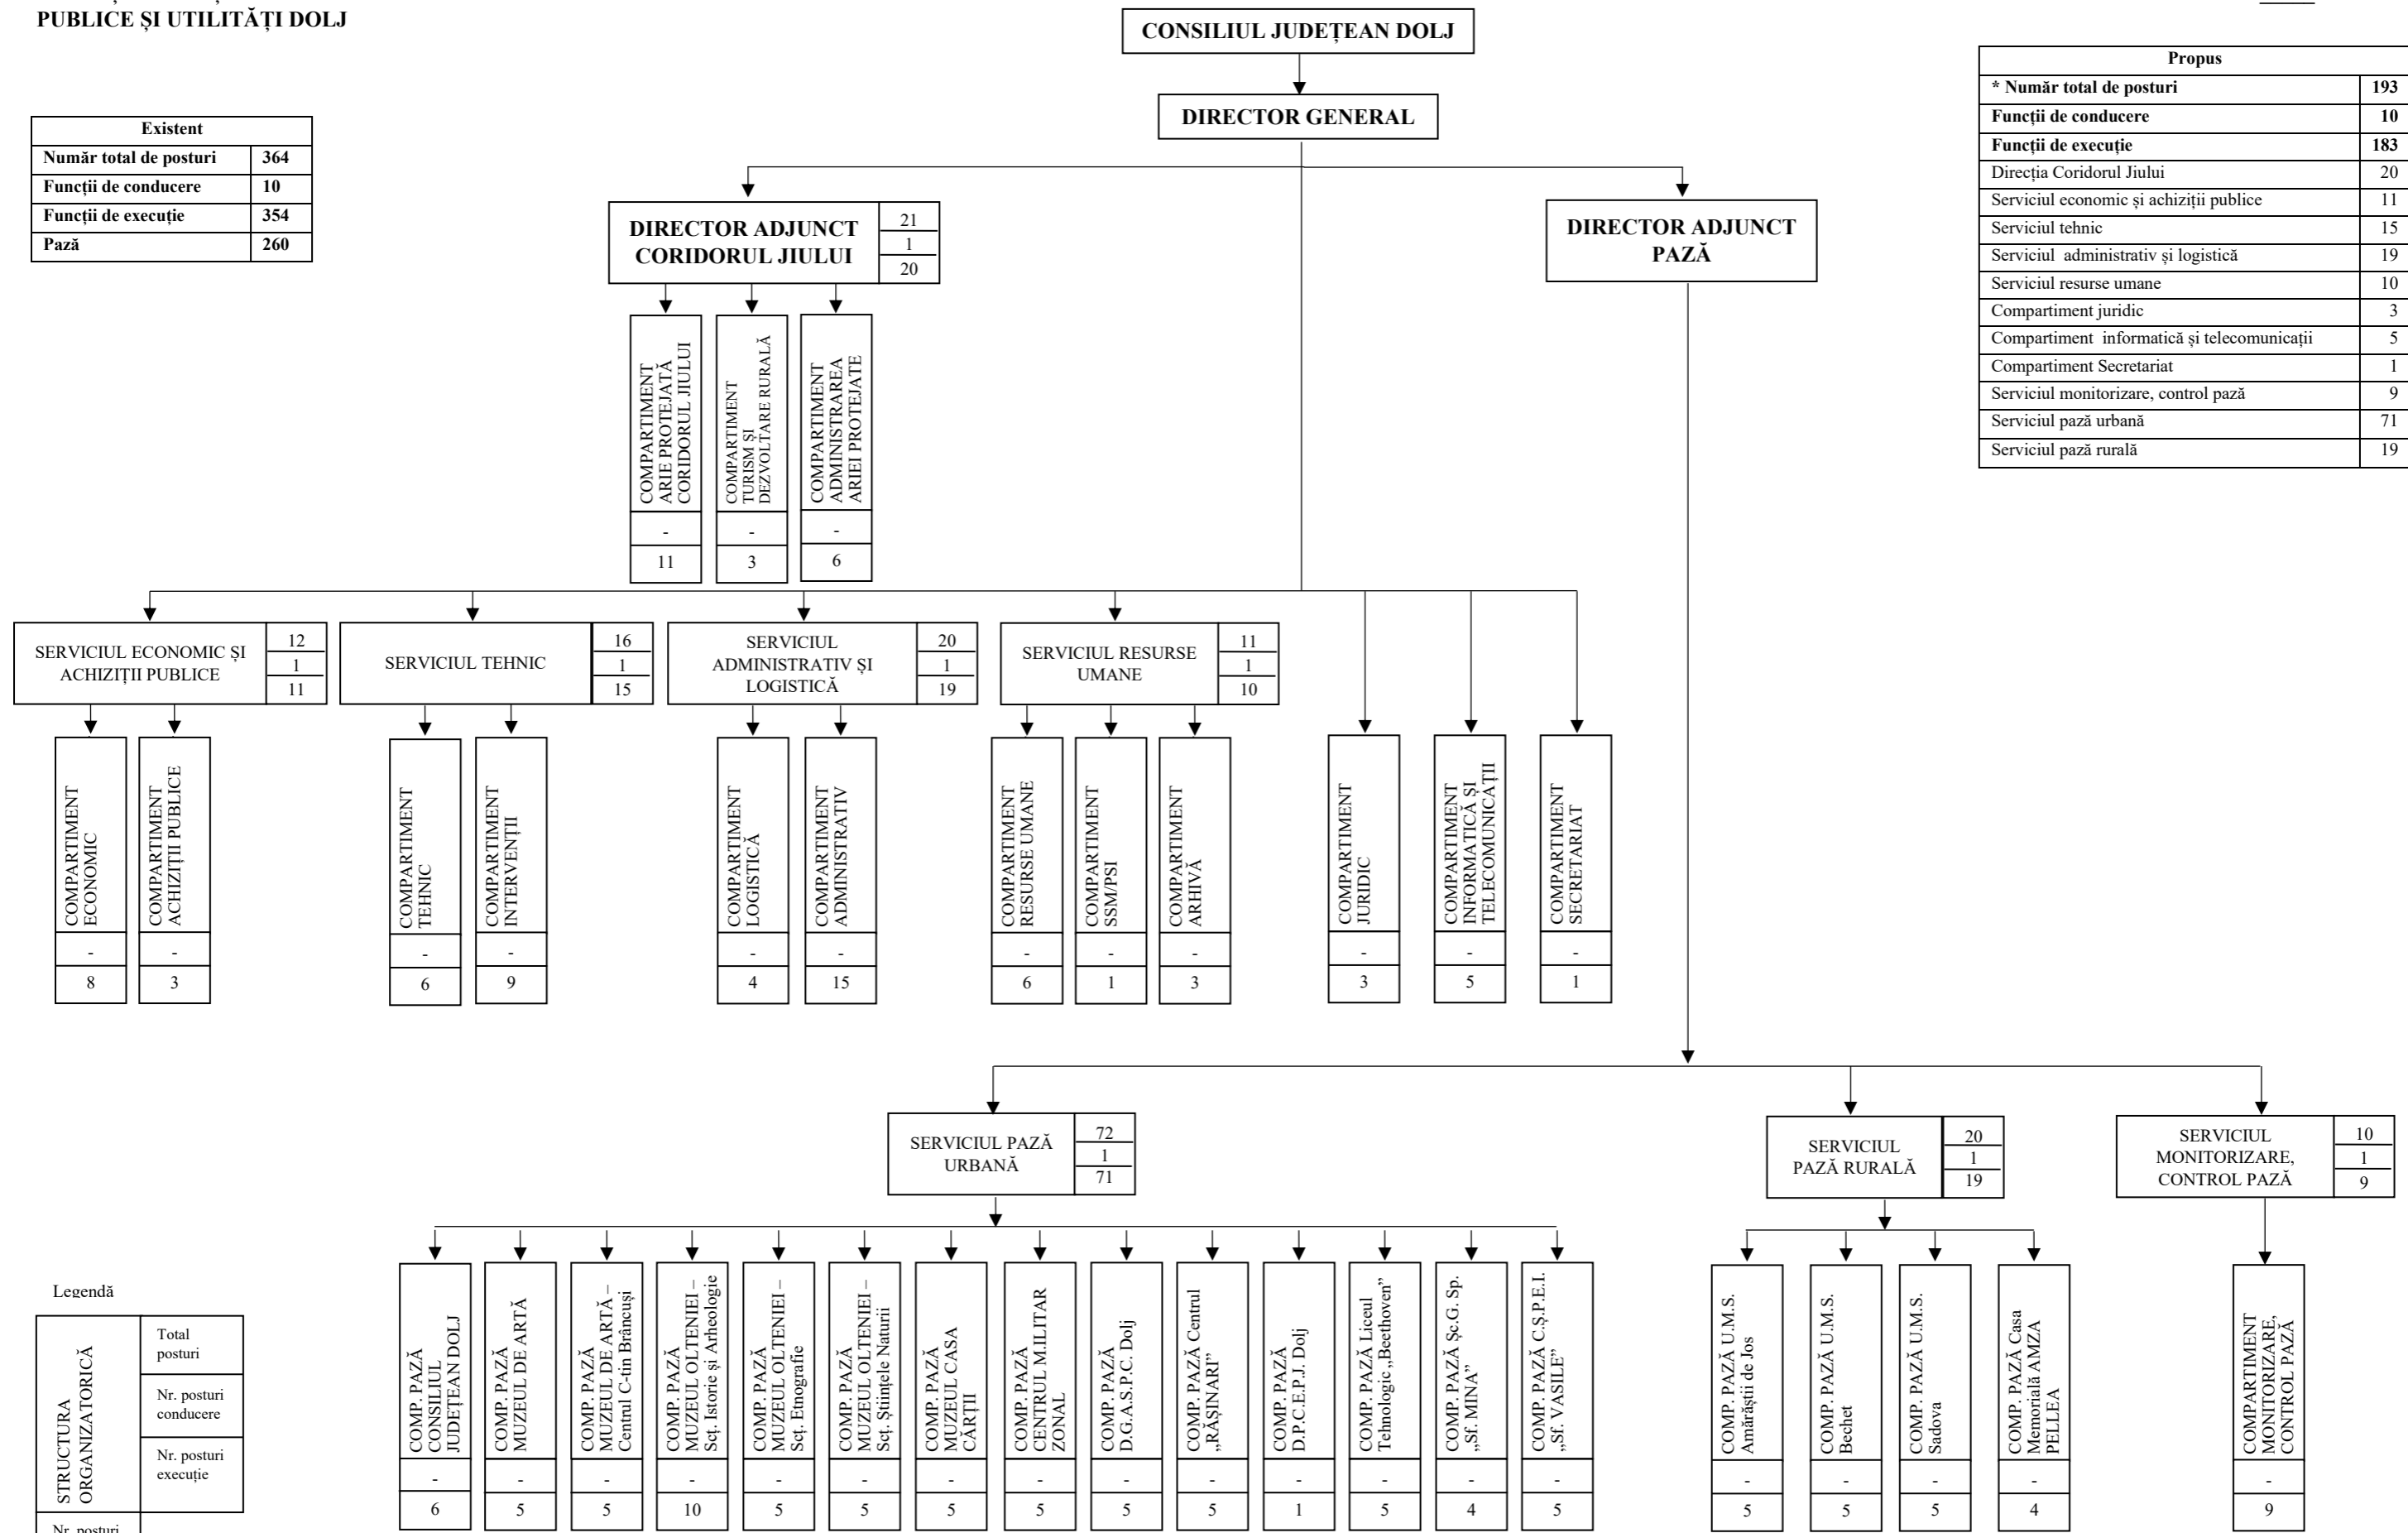 PUBLICE ȘI UTILITĂȚI DOLJ
CONSILIUL JUDEȚEAN DOLJ
DIRECTOR GENERAL
Existent
Număr total de posturi 364
Funcții de conducere 10
Funcții de execuție 354
Pază 260
Propus
* Număr total de posturi 193
Funcții de conducere 10
Funcții de execuție 183
Direcția Coridorul Jiului 20
Serviciul economic și achiziții publice 11
Serviciul tehnic 15
Serviciul administrativ și logistică 19
Serviciul resurse umane 10
Compartiment juridic 3
Compartiment informatică și telecomunicații 5
Compartiment Secretariat 1
Serviciul monitorizare, control pază 9
Serviciul pază urbană 71
Serviciul pază rurală 19
DIRECTOR ADJUNCT
CORIDORUL JIULUI
21
1
20
DIRECTOR ADJUNCT
PAZĂ
COMPARTIMENT
ARIE PROTEJATĂ
CORIDORUL JIULUI
-
11
COMPARTIMENT
TURISM ȘI
DEZVOLTARE RURALĂ
-
3
COMPARTIMENT
ADMINISTRAREA
ARIEI PROTEJATE
-
6
SERVICIUL ECONOMIC ȘI
ACHIZIȚII PUBLICE
12
1
11
SERVICIUL TEHNIC
16
1
15
SERVICIUL
ADMINISTRATIV ȘI
LOGISTICĂ
20
1
19
SERVICIUL RESURSE
UMANE
11
1
10
COMPARTIMENT
ECONOMIC
-
8
COMPARTIMENT
ACHIZIȚII PUBLICE
-
3
COMPARTIMENT
TEHNIC
-
6
COMPARTIMENT
INTERVENȚII
-
9
COMPARTIMENT
LOGISTICĂ
-
4
COMPARTIMENT
ADMINISTRATIV
-
15
COMPARTIMENT
RESURSE UMANE
-
6
COMPARTIMENT
SSM/PSI
-
1
COMPARTIMENT
ARHIVĂ
-
3
COMPARTIMENT
JURIDIC
-
3
COMPARTIMENT
INFORMATICĂ ȘI
TELECOMUNICAȚII
-
5
COMPARTIMENT
SECRETARIAT
-
1
SERVICIUL PAZĂ
URBANĂ
72
1
71
SERVICIUL
PAZĂ RURALĂ
20
1
19
SERVICIUL
MONITORIZARE,
CONTROL PAZĂ
10
1
9
COMP. PAZĂ
CONSILIUL
JUDEȚEAN DOLJ
-
6
COMP. PAZĂ
MUZEUL DE ARTĂ
-
5
COMP. PAZĂ
MUZEUL DE ARTĂ –
Centrul C-tin Brâncuși
-
5
COMP. PAZĂ
MUZEUL OLTENIEI –
Scț. Istorie și Arheologie
-
10
COMP. PAZĂ
MUZEUL OLTENIEI –
Scț. Etnografie
-
5
COMP. PAZĂ
MUZEUL OLTENIEI –
Scț. Științele Naturii
-
5
COMP. PAZĂ
MUZEUL CASA
CĂRȚII
-
5
COMP. PAZĂ
CENTRUL M.ILITAR
ZONAL
-
5
COMP. PAZĂ
D.G.A.S.P.C. Dolj
-
5
COMP. PAZĂ Centrul
„RĂȘINARI”
-
5
COMP. PAZĂ
D.P.C.E.P.J. Dolj
-
1
COMP. PAZĂ Liceul
Tehnologic „Beethoven”
-
5
COMP. PAZĂ Șc.G. Sp.
„Sf. MINA”
-
4
COMP. PAZĂ C.Ș.P.E.I.
„Sf. VASILE”
-
5
COMP. PAZĂ U.M.S.
Amărăștii de Jos
-
5
COMP. PAZĂ U.M.S.
Bechet
-
5
COMP. PAZĂ U.M.S.
Sadova
-
5
COMP. PAZĂ Casa
Memorială AMZA
PELLEA
-
4
COMPARTIMENT
MONITORIZARE,
CONTROL PAZĂ
-
9
Legendă
STRUCTURA
ORGANIZATORICĂ
Total
posturi
Nr. posturi
conducere
Nr. posturi
execuție
Nr. posturi